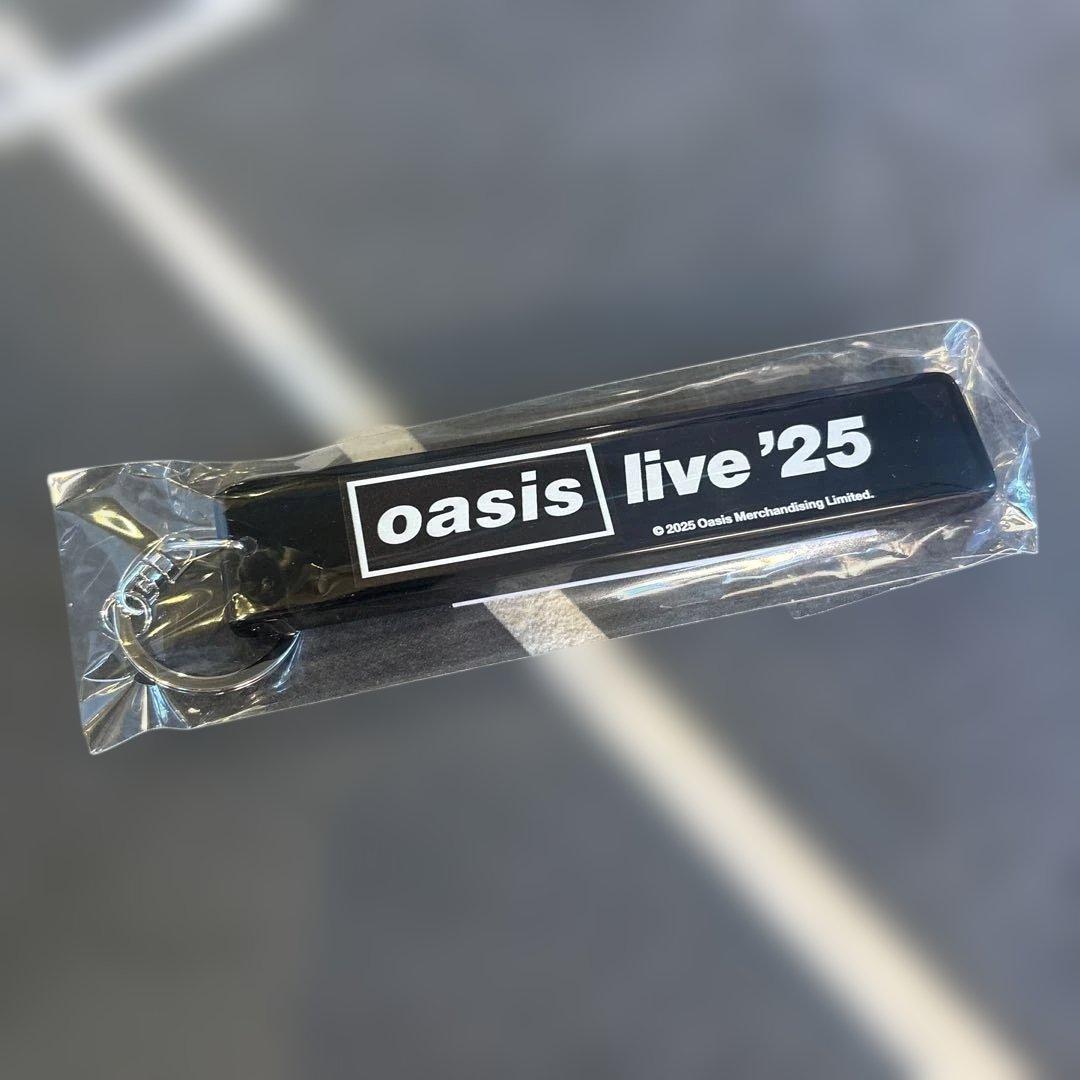 oasis live ’25
© 2025 Oasis Merchandising Limited.